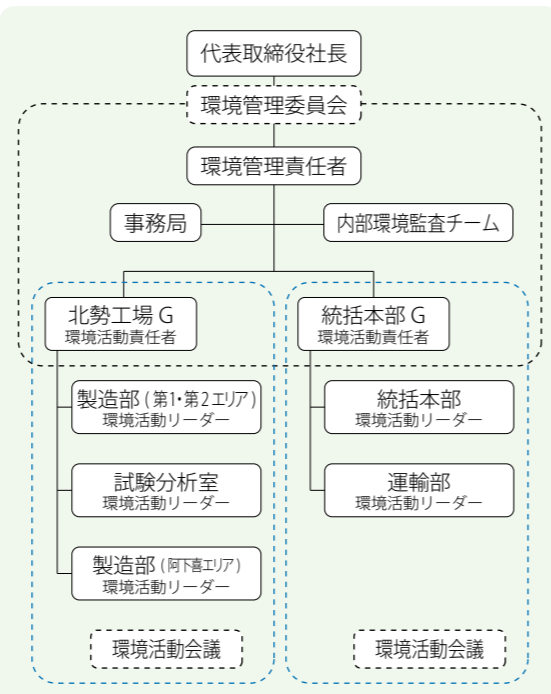 代表取締役社長
環境管理委員会
環境管理責任者
事務局
内部環境監査チーム
北勢工場 G
環境活動責任者
統括本部 G
環境活動責任者
製造部 ( 第1・第2 エリア )
環境活動リーダー
統括本部
環境活動リーダー
試験分析室
環境活動リーダー
運輸部
環境活動リーダー
製造部 ( 阿下喜エリア )
環境活動リーダー
環境活動会議
環境活動会議